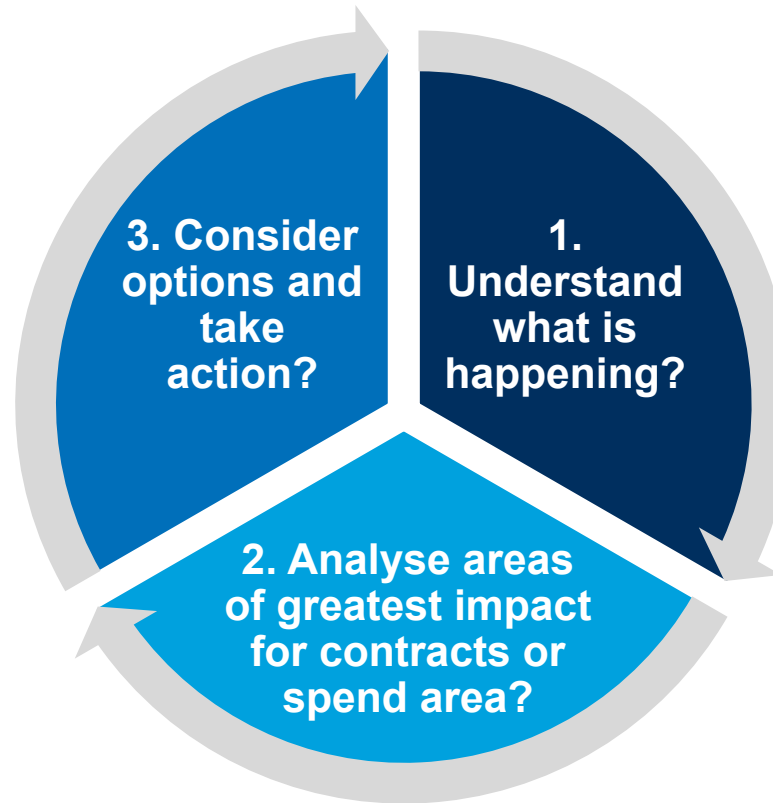 1.
Understand
what is
happening?
2. Analyse areas
of greatest impact
for contracts or
spend area?
3. Consider
options and
take
action?